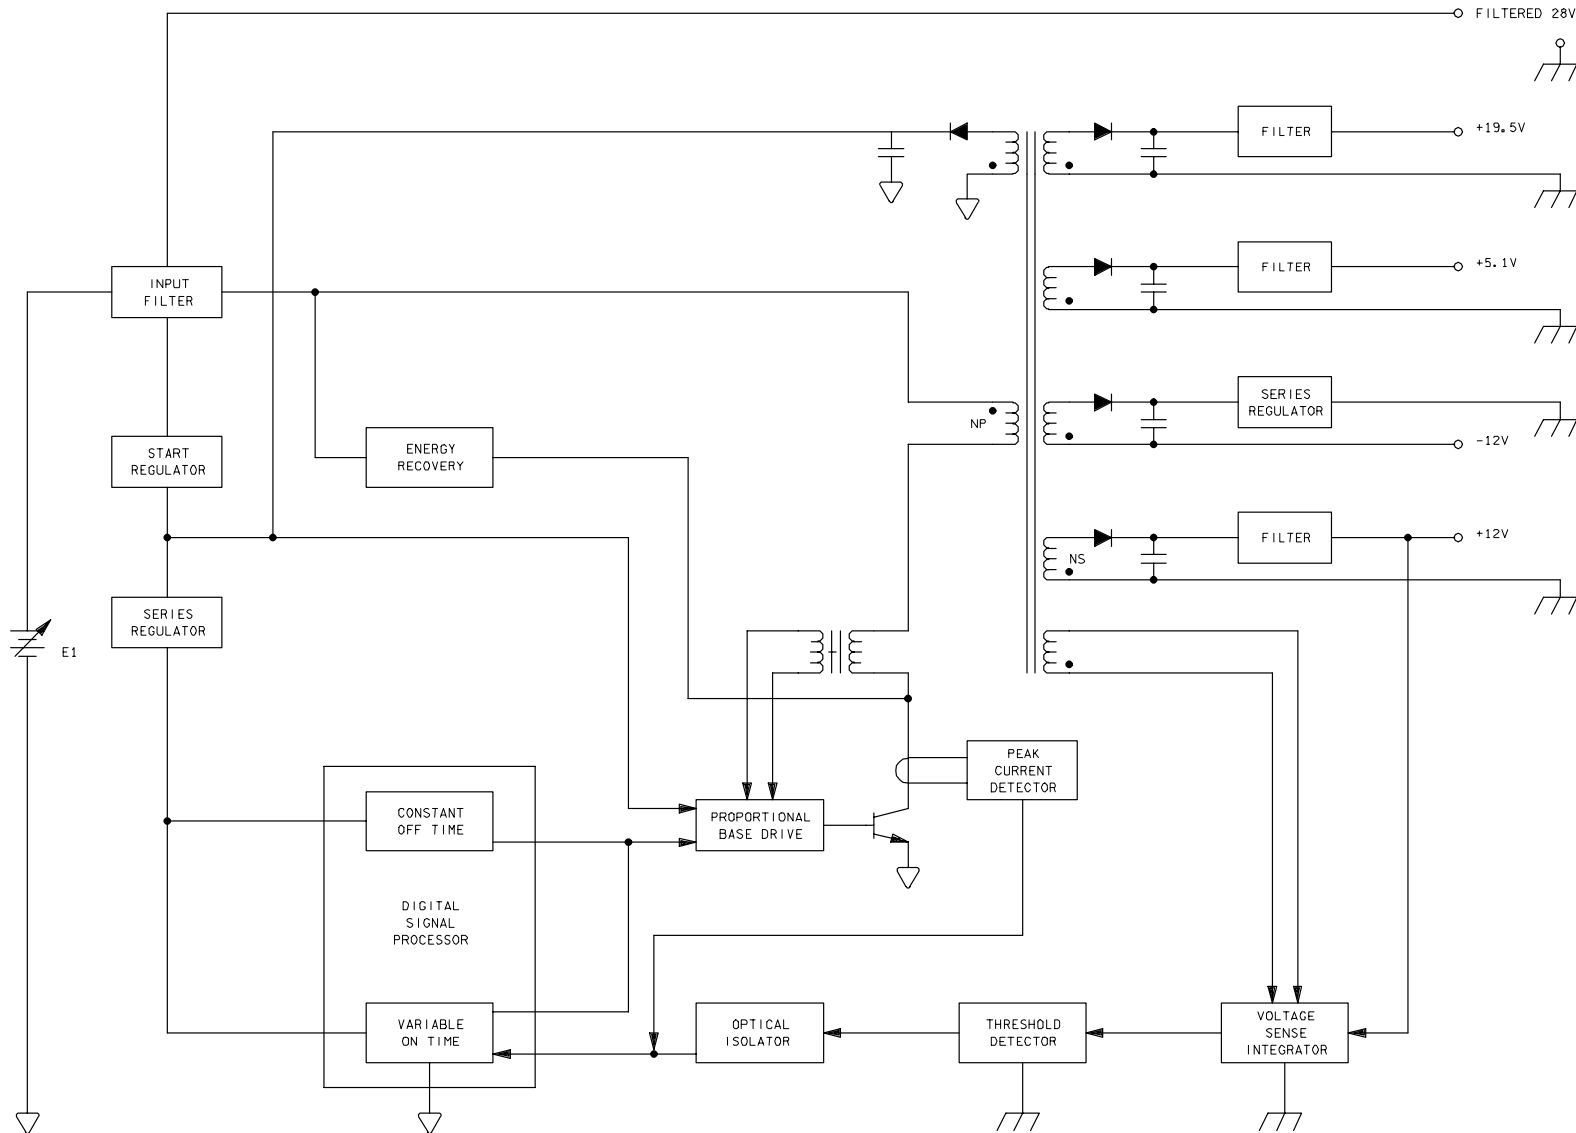 FILTERED 28V
FILTER
+19.5V
FILTER
+5.1V
INPUT
FILTER
SERIES
REGULATOR
NP
-12V
START
REGULATOR
ENERGY
RECOVERY
FILTER
+12V
NS
SERIES
REGULATOR
E1
PEAK
CURRENT
DETECTOR
CONSTANT
OFF TIME
PROPORTIONAL
BASE DRIVE
DIGITAL
SIGNAL
PROCESSOR
VARIABLE
ON TIME
OPTICAL
ISOLATOR
THRESHOLD
DETECTOR
VOLTAGE
SENSE
INTEGRATOR